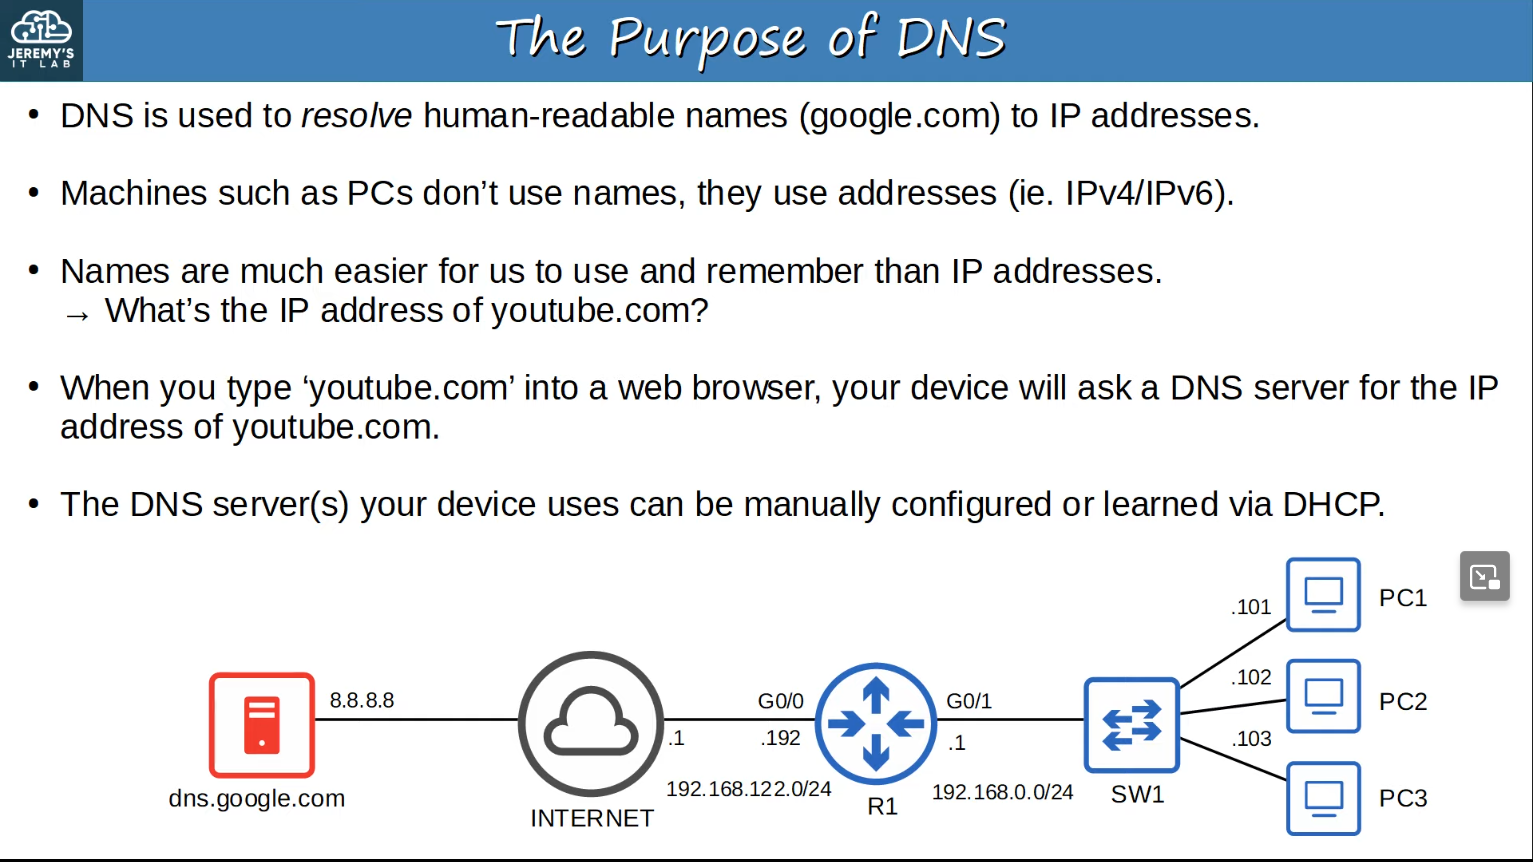 JEREMY'S
IT LAB
The Purpose of DNS
• DNS is used to resolve human-readable names (google.com) to IP addresses.
• Machines such as PCs don’t use names, they use addresses (ie. IPv4/IPv6).
• Names are much easier for us to use and remember than IP addresses.
→ What’s the IP address of youtube.com?
• When you type ‘youtube.com’ into a web browser, your device will ask a DNS server for the IP
address of youtube.com.
• The DNS server(s) your device uses can be manually configured or learned via DHCP.
8.8.8.8
dns.google.com
INTERNET
.1
G0/0
.192
192.168.122.0/24
R1
G0/1
.1
192.168.0.0/24
SW1
.101
PC1
.102
PC2
.103
PC3